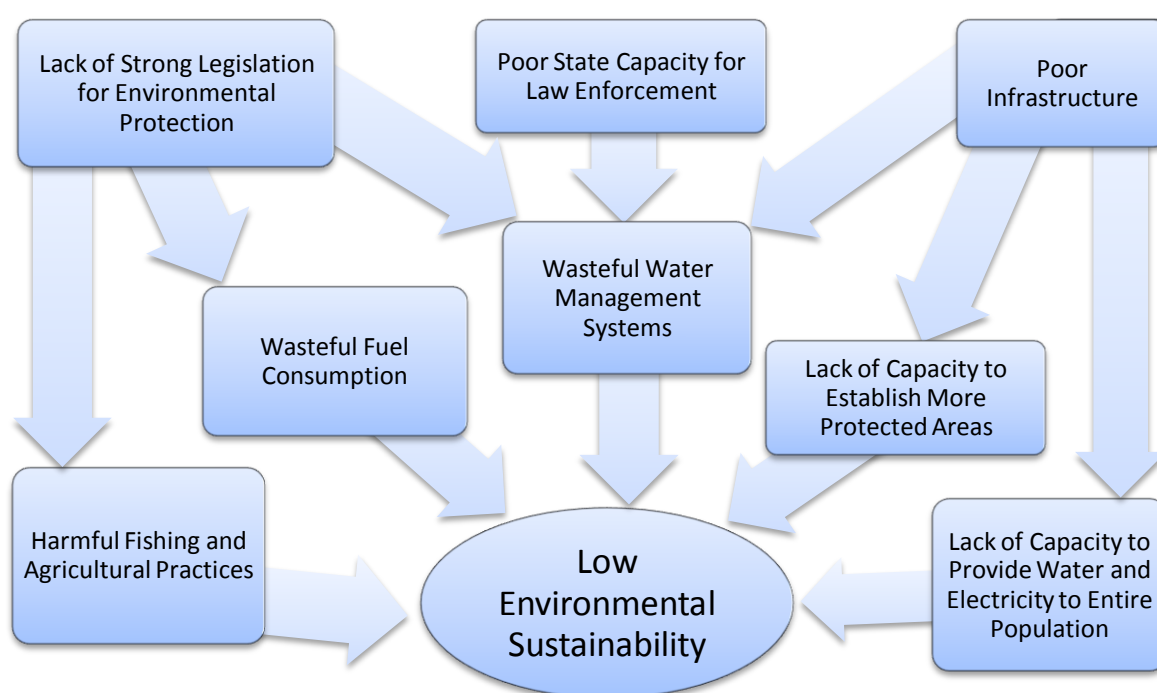 Lack of Strong Legislation
for Environmental
Protection
Poor State Capacity for
Law Enforcement
Poor
Infrastructure
Wasteful Water
Management
Systems
Wasteful Fuel
Consumption
Lack of Capacity to
Establish More
Protected Areas
Harmful Fishing and
Agricultural Practices
Low
Environmental
Sustainability
Lack of Capacity to
Provide Water and
Electricity to Entire
Population